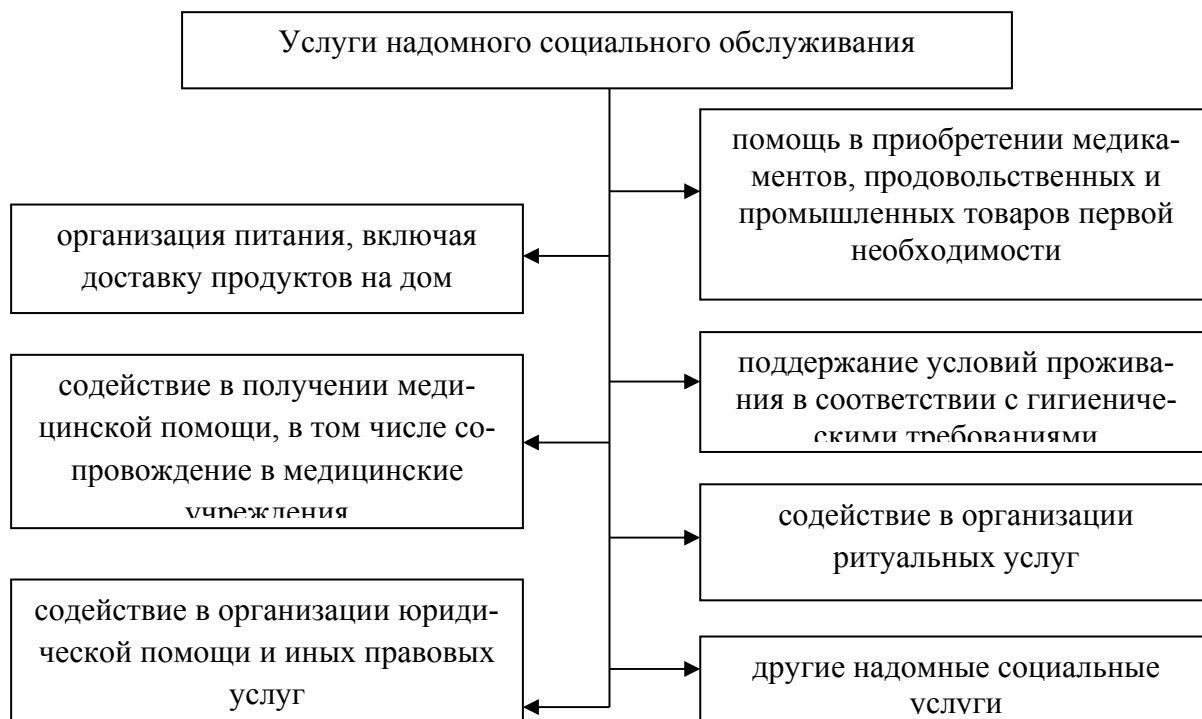 Услуги надомного социального обслуживания
помощь в приобретении медика-
ментов, продовольственных и
промышленных товаров первой
необходимости
организация питания, включая
доставку продуктов на дом
поддержание условий прожива-
ния в соответствии с гигиениче-
скими требованиями
содействие в получении меди-
цинской помощи, в том числе со-
провождение в медицинские
учреждения
содействие в организации
ритуальных услуг
содействие в организации юриди-
ческой помощи и иных правовых
услуг
другие надомные социальные
услуги